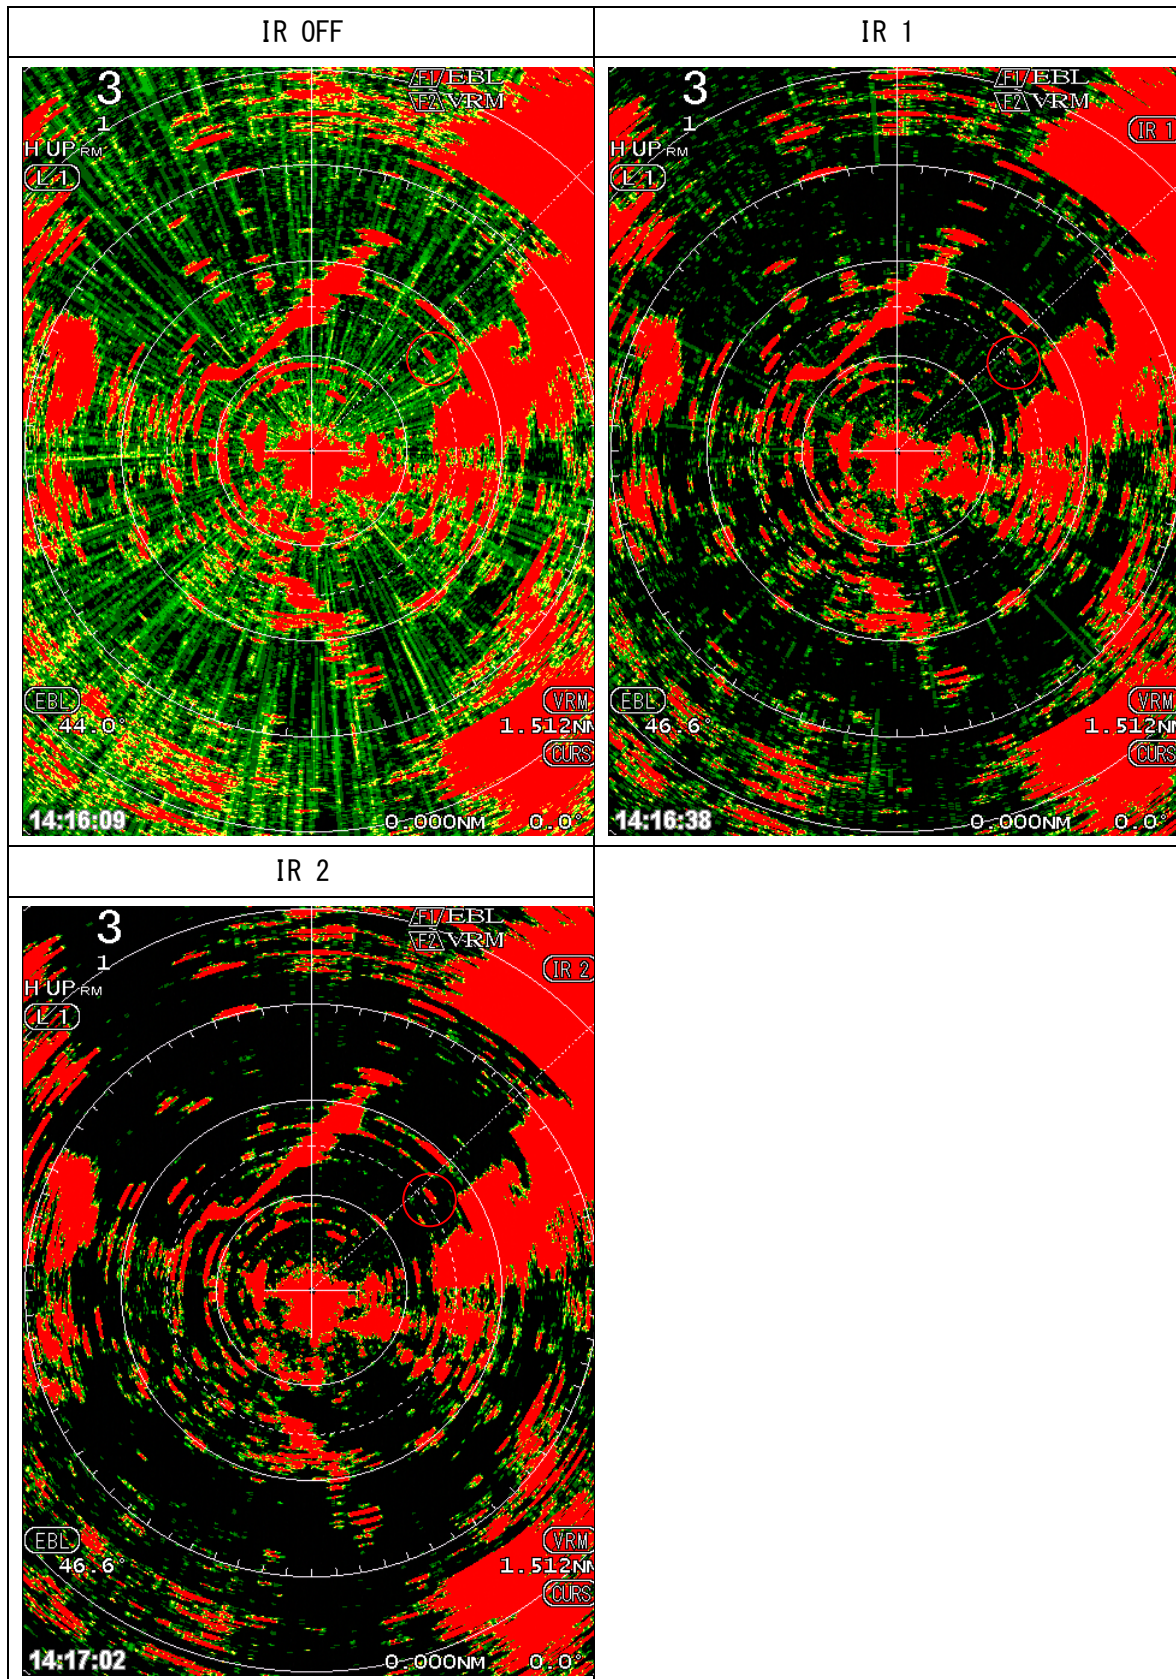 IR OFF
IR 1
3
F1 EBL
F2 VRM
1
H UP RM
L 1
EBL
44.0°
VRM
1.512NM
CURS
14:16:09
0.000NM 0.0°
3
F1 EBL
F2 VRM
1
IR 1
H UP RM
L 1
EBL
46.6°
VRM
1.512NM
CURS
14:16:38
0.000NM 0.0°
IR 2
3
F1 EBL
F2 VRM
1
IR 2
H UP RM
L 1
EBL
46.6°
VRM
1.512NM
CURS
14:17:02
0.000NM 0.0°